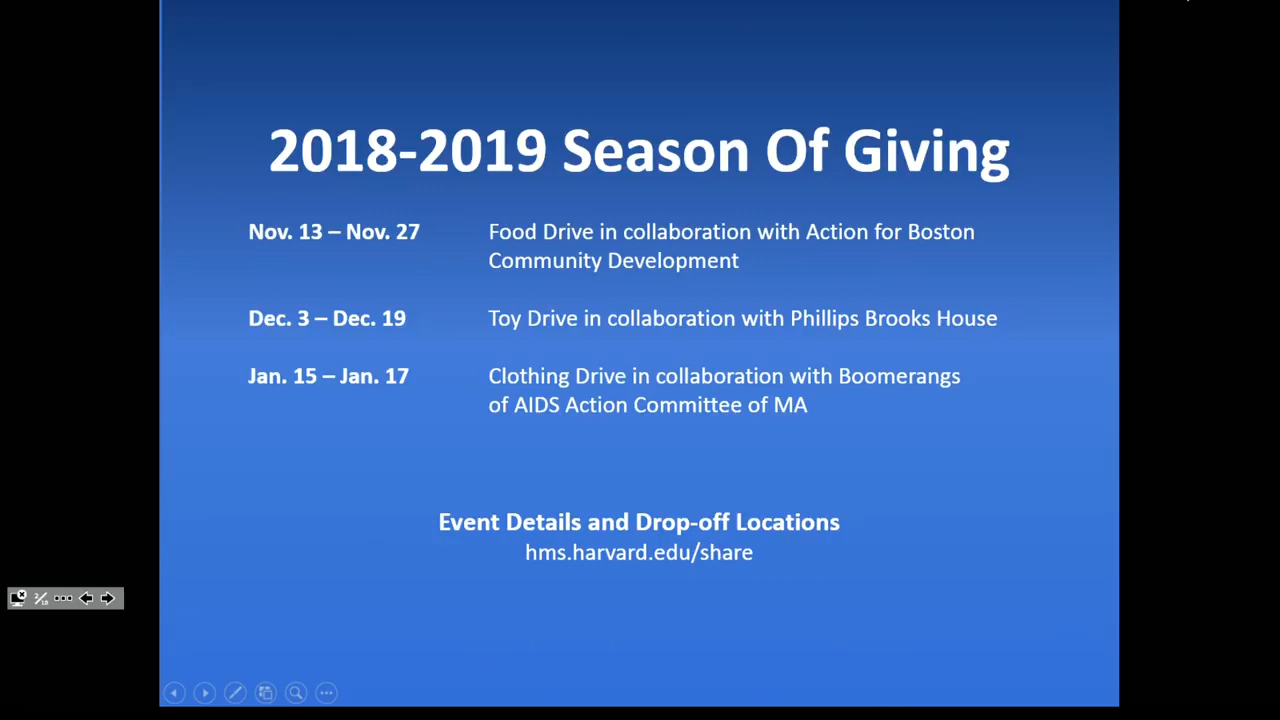 2018-2019 Season Of Giving
Nov. 13 – Nov. 27
Food Drive in collaboration with Action for Boston
Community Development
Dec. 3 – Dec. 19
Toy Drive in collaboration with Phillips Brooks House
Jan. 15 – Jan. 17
Clothing Drive in collaboration with Boomerangs
of AIDS Action Committee of MA
Event Details and Drop-off Locations
hms.harvard.edu/share